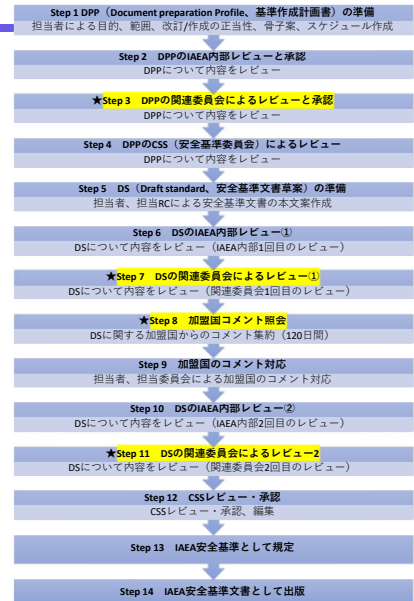 Step 1 DPP（Document preparation Profile、基準作成計画書）の準備
担当者による目的、範囲、改訂/作成の正当性、骨子案、スケジュール作成
Step 2　DPPのIAEA内部レビューと承認
DPPについて内容をレビュー
★Step 3　DPPの関連委員会によるレビューと承認
DPPについて内容をレビュー
Step 4　DPPのCSS（安全基準委員会）によるレビュー
DPPについて内容をレビュー
Step 5　DS（Draft standard、安全基準文書草案）の準備
担当者、担当RCによる安全基準文書の本文案作成
Step 6　DSのIAEA内部レビュー①
DSについて内容をレビュー（IAEA内部1回目のレビュー）
★Step 7　DSの関連委員会によるレビュー①
DSについて内容をレビュー（関連委員会1回目のレビュー）
★Step 8　加盟国コメント照会
DSに関する加盟国からのコメント集約（120日間）
Step 9　加盟国のコメント対応
担当者、担当委員会による加盟国のコメント対応
Step 10　DSのIAEA内部レビュー②
DSについて内容をレビュー（IAEA内部2回目のレビュー）
★Step 11　DSの関連委員会によるレビュー2
DSについて内容をレビュー（関連委員会2回目のレビュー）
Step 12　CSSレビュー・承認
CSSレビュー・承認、編集
Step 13　IAEA安全基準として規定
Step 14　IAEA安全基準文書として出版